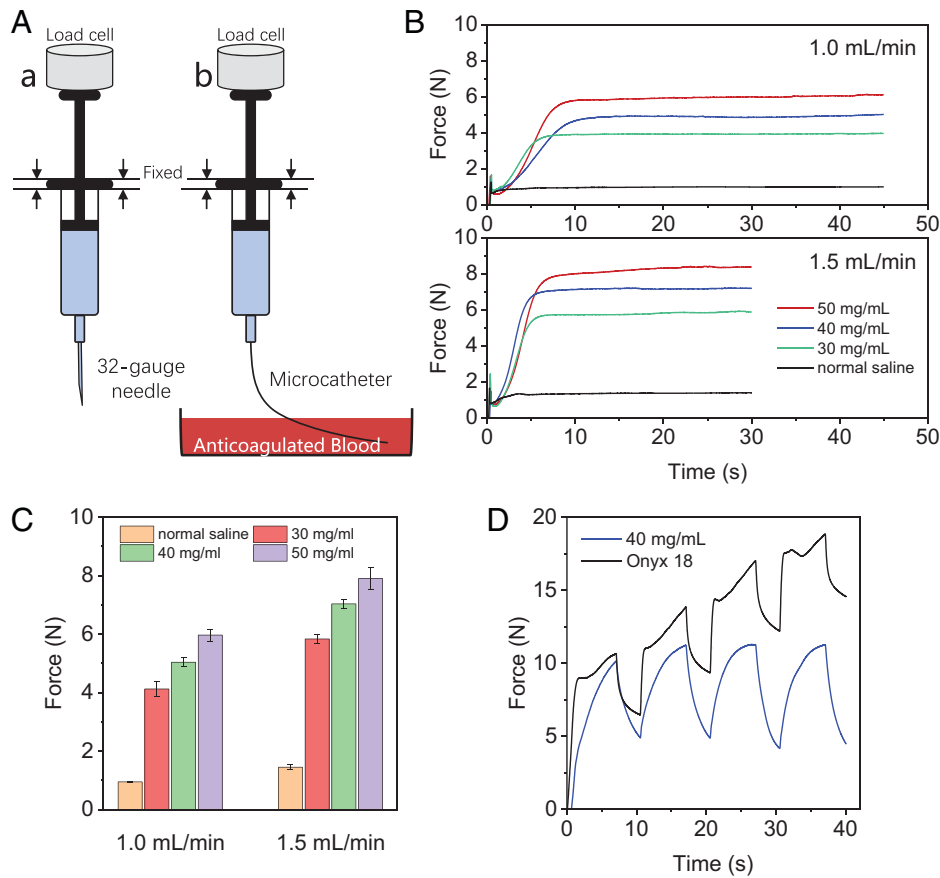 A
Load cell
Load cell
a
b
Fixed
32-gauge
needle
Microcatheter
Anticoagulated Blood
B
10
8
6
4
2
0
Force (N)
1.0 mL/min
0
10
20
30
40
50
10
8
6
4
2
0
Force (N)
1.5 mL/min
50 mg/mL
40 mg/mL
30 mg/mL
normal saline
0
10
20
30
40
50
Time (s)
C
10
8
6
4
2
0
Force (N)
normal saline
30 mg/ml
40 mg/ml
50 mg/ml
1.0 mL/min
1.5 mL/min
D
20
15
10
5
0
Force (N)
40 mg/mL
Onyx 18
0
10
20
30
40
Time (s)